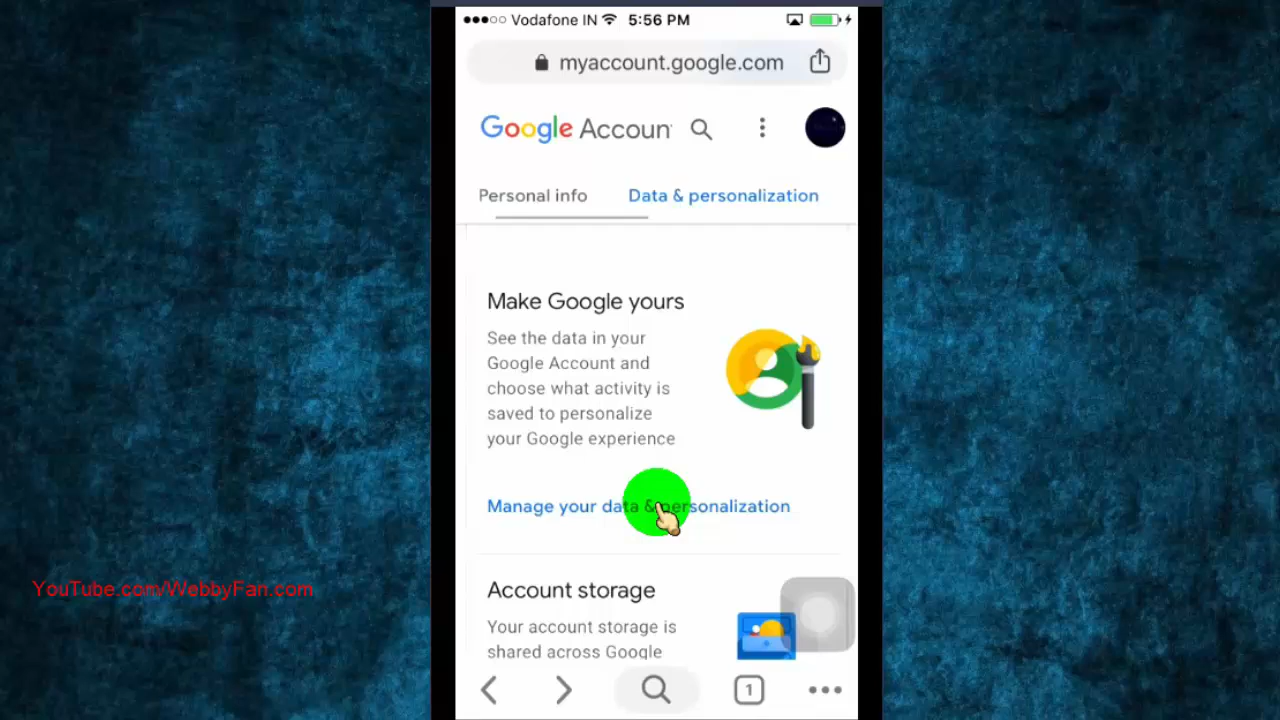 Vodafone IN 5:56 PM
myaccount.google.com
Google Accoun
Personal info Data & personalization
Make Google yours
See the data in your
Google Account and
choose what activity is
saved to personalize
your Google experience
Manage your data & personalization
Account storage
Your account storage is
shared across Google
YouTube.com/WebbyFan.com
1